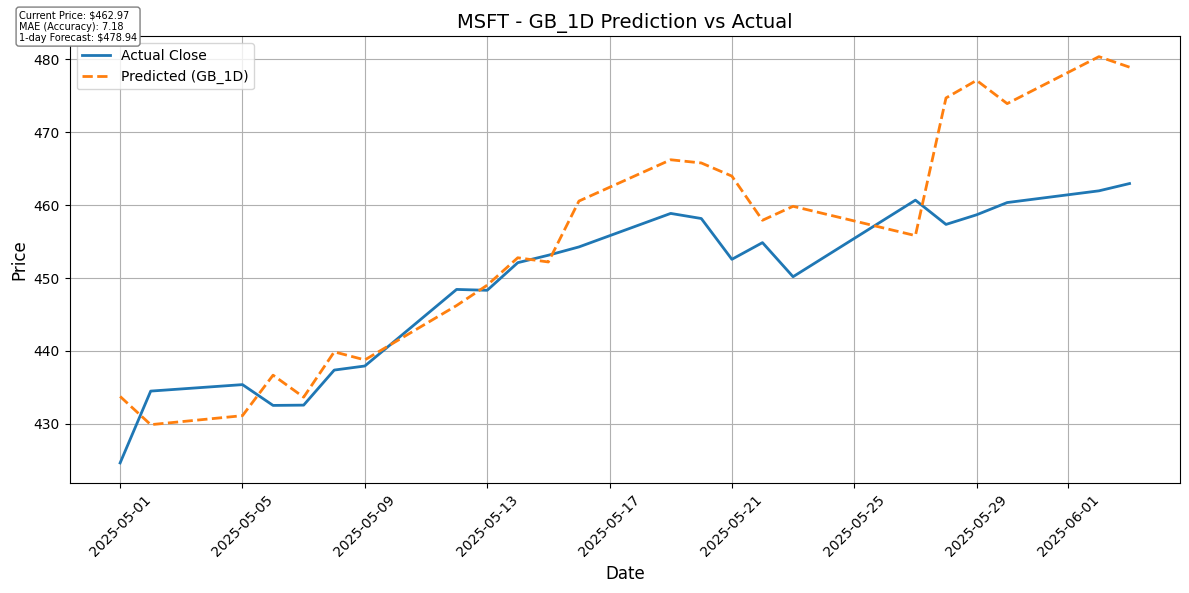 MSFT - GB_1D Prediction vs Actual
Current Price: $462.97
MAE (Accuracy): 7.18
1-day Forecast: $478.94
Actual Close
Predicted (GB_1D)
480
470
460
450
440
430
Price
2025-05-01
2025-05-05
2025-05-09
2025-05-13
2025-05-17
2025-05-21
2025-05-25
2025-05-29
2025-06-01
Date